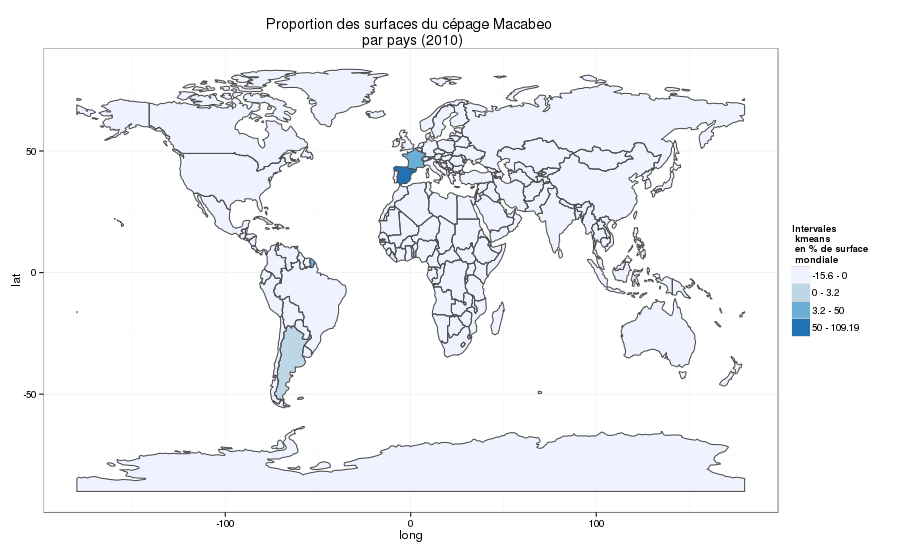 Proportion des surfaces du cépage Macabeo
par pays (2010)
50
0
-50
lat
-100
0
100
long
Intervales
kmeans
en % de surface
mondiale
-15.6 - 0
0 - 3.2
3.2 - 50
50 - 109.19